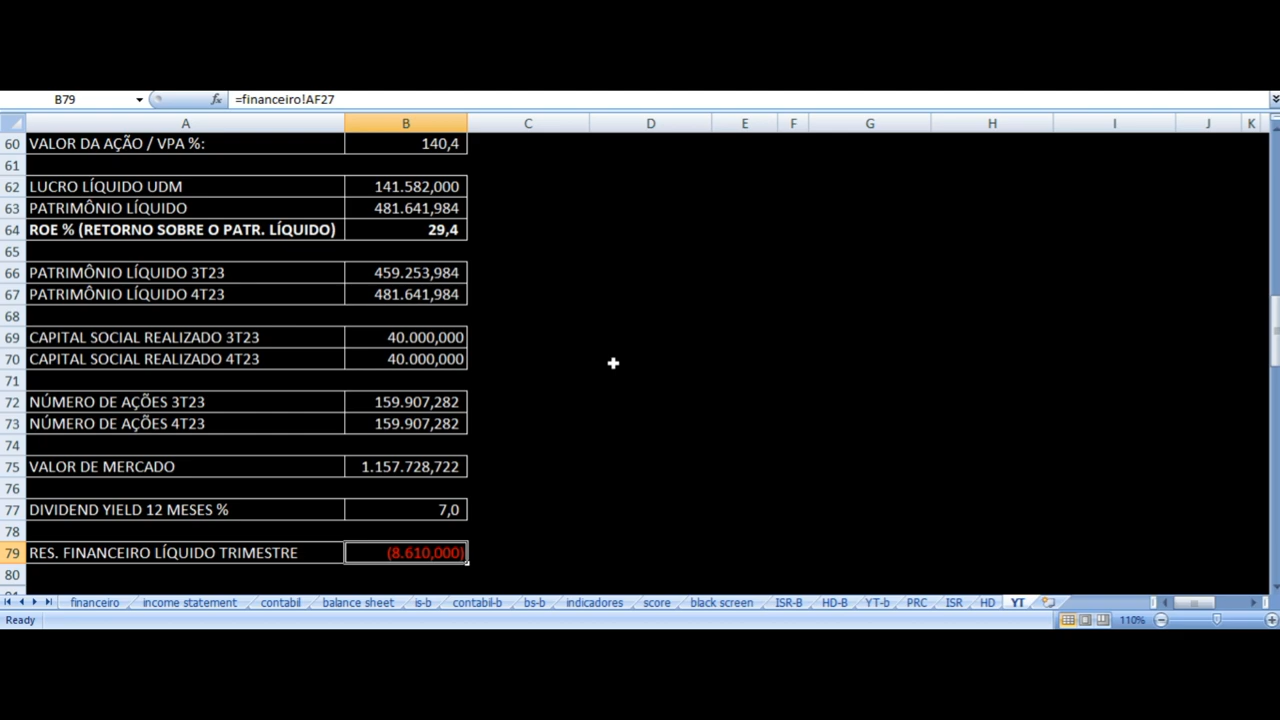 B79 fx =financeiro!AF27
A B C D E F G H I J K
60 VALOR DA AÇÃO / VPA %: 140,4
61
62 LUCRO LÍQUIDO UDM 141.582,000
63 PATRIMÔNIO LÍQUIDO 481.641,984
64 ROE % (RETORNO SOBRE O PATR. LÍQUIDO) 29,4
65
66 PATRIMÔNIO LÍQUIDO 3T23 459.253,984
67 PATRIMÔNIO LÍQUIDO 4T23 481.641,984
68
69 CAPITAL SOCIAL REALIZADO 3T23 40.000,000
70 CAPITAL SOCIAL REALIZADO 4T23 40.000,000
71
72 NÚMERO DE AÇÕES 3T23 159.907,282
73 NÚMERO DE AÇÕES 4T23 159.907,282
74
75 VALOR DE MERCADO 1.157.728,722
76
77 DIVIDEND YIELD 12 MESES % 7,0
78
79 RES. FINANCEIRO LÍQUIDO TRIMESTRE (8.610,000)
80
financeiro income statement contabil balance sheet is-b contabil-b bs-b indicadores score black screen ISR-B HD-B YT-b PRC ISR HD YT
Ready 110%